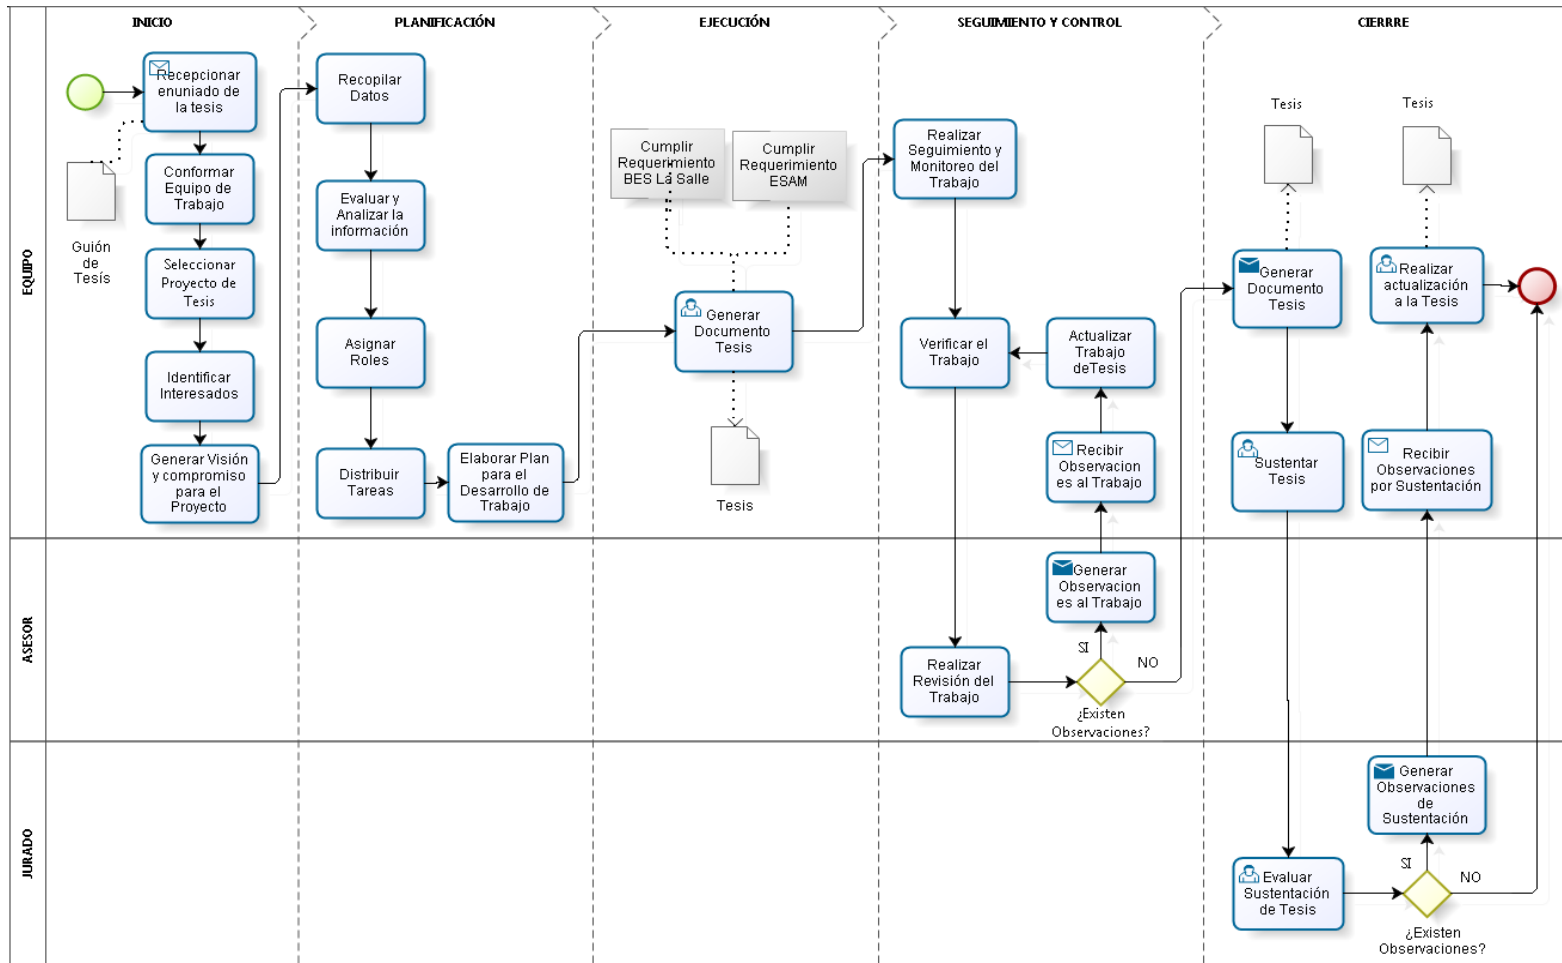 INICIO
PLANIFICACIÓN
EJECUCIÓN
SEGUIMIENTO Y CONTROL
CIERRRE
EQUIPO
Recepcionar
enuniado de
la tesis
Guión
de
Tesís
Conformar
Equipo de
Trabajo
Seleccionar
Proyecto de
Tesis
Identificar
Interesados
Generar Visión
y compromiso
para el
Proyecto
Recopilar
Datos
Evaluar y
Analizar la
información
Asignar
Roles
Distribuir
Tareas
Elaborar Plan
para el
Desarrollo de
Trabajo
Cumplir
Requerimiento
BES La Salle
Cumplir
Requerimiento
ESAM
Generar
Documento
Tesis
Tesis
Realizar
Seguimiento y
Monitoreo del
Trabajo
Verificar el
Trabajo
Actualizar
Trabajo
deTesis
Recibir
Observacion
es al Trabajo
Tesis
Generar
Documento
Tesis
Sustentar
Tesis
Tesis
Realizar
actualización
a la Tesis
Recibir
Observaciones
por Sustentación
ASESOR
Generar
Observacion
es al Trabajo
SI
NO
Realizar
Revisión del
Trabajo
¿Existen
Observaciones?
JURADO
Generar
Observaciones
de
Sustentación
SI
NO
Evaluar
Sustentación
de Tesis
¿Existen
Observaciones?